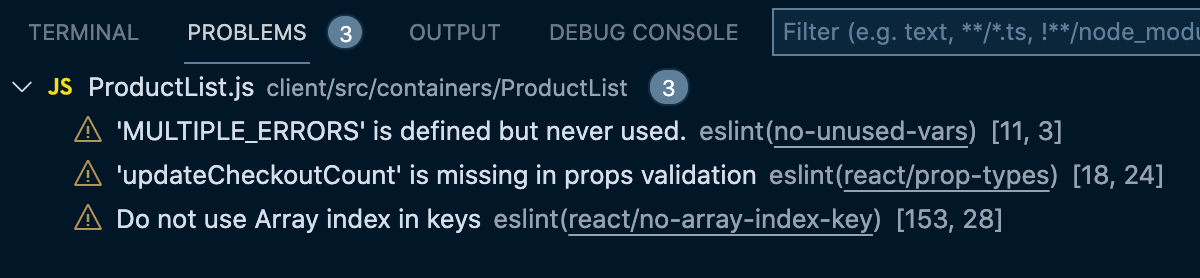 TERMINAL PROBLEMS 3 OUTPUT DEBUG CONSOLE Filter (e.g. text, **/*.ts, !**/node_modu
JS ProductList.js client/src/containers/ProductList 3
'MULTIPLE_ERRORS' is defined but never used. eslint(no-unused-vars) [11, 3]
'updateCheckoutCount' is missing in props validation eslint(react/prop-types) [18, 24]
Do not use Array index in keys eslint(react/no-array-index-key) [153, 28]